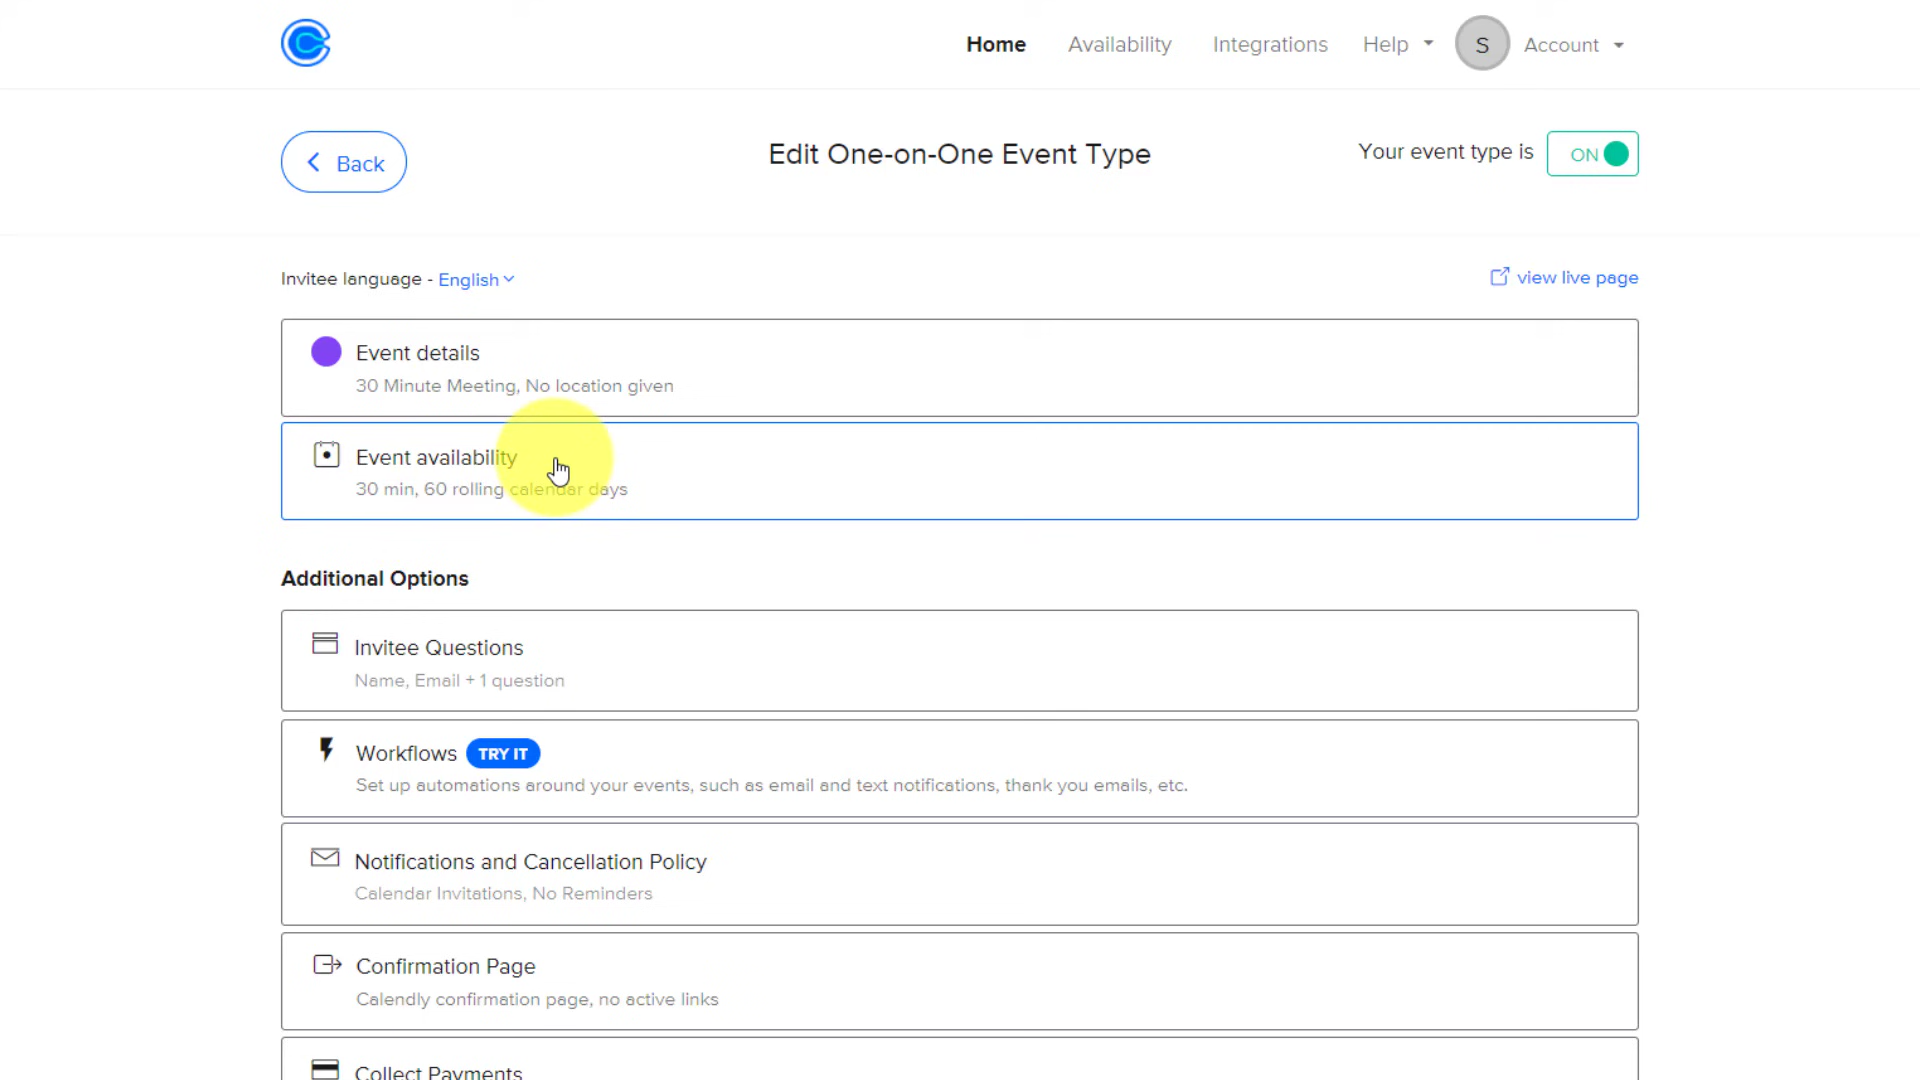 Home Availability Integrations Help S Account
Back
Edit One-on-One Event Type
Your event type is ON
Invitee language - English
view live page
Event details
30 Minute Meeting, No location given
Event availability
30 min, 60 rolling calendar days
Additional Options
Invitee Questions
Name, Email + 1 question
Workflows TRY IT
Set up automations around your events, such as email and text notifications, thank you emails, etc.
Notifications and Cancellation Policy
Calendar Invitations, No Reminders
Confirmation Page
Calendly confirmation page, no active links
Collect Payments